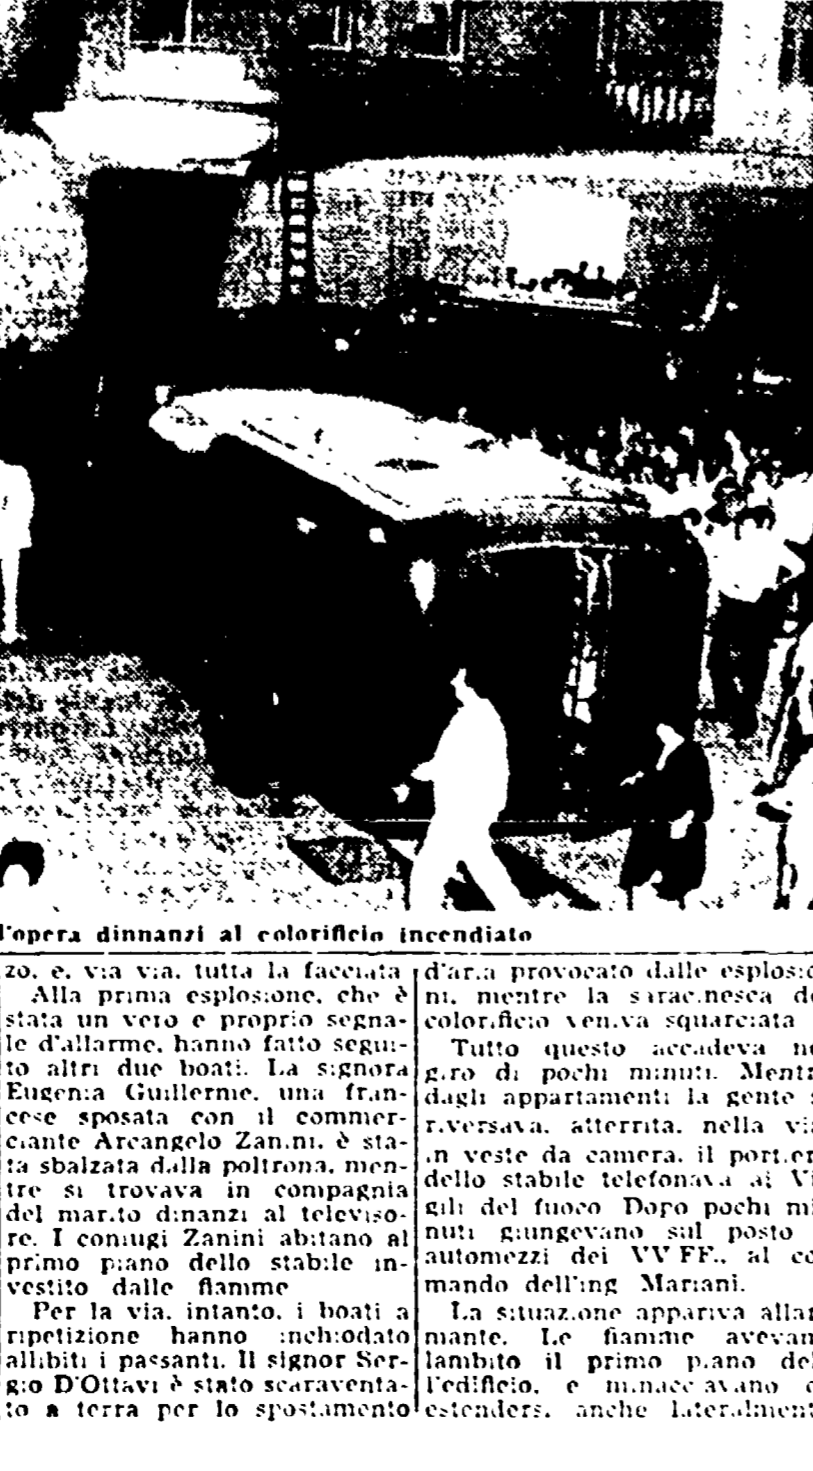 l'opera dinnanzi al colorificio incendiato
zo, e, via via, tutta la facciata
Alla prima esplosione, che è
stata un vero e proprio segna-
le d'allarme, hanno fatto segui-
to altri due boati. La signora
Eugenia Guillerme, una fran-
cese sposata con il commer-
ciante Arcangelo Zanini, è sta-
ta sbalzata dalla poltrona, men-
tre si trovava in compagnia
del marito dinanzi al televiso-
re. I coniugi Zanini abitano al
primo piano dello stabile in-
vestito dalle fiamme
Per la via, intanto, i boati a
ripetizione hanno inchiodato
allibiti i passanti. Il signor Ser-
gio D'Ottavi è stato scaraventa-
to a terra per lo spostamento
d'aria provocato dalle esplosio
ni, mentre la saracinesca de
colorificio veniva squarciata
Tutto questo accadeva ne
giro di pochi minuti. Mentr
dagli appartamenti la gente s
riversava, atterrita, nella via
in veste da camera, il portier
dello stabile telefonava ai Vi
gili del fuoco Dopo pochi mi
nuti giungevano sul posto
automezzi dei VV FF., al co
mando dell'ing Mariani.
La situazione appariva allar
mante. Le fiamme avevan
lambito il primo piano del
l'edificio, e minacciavano d
estendersi anche lateralment